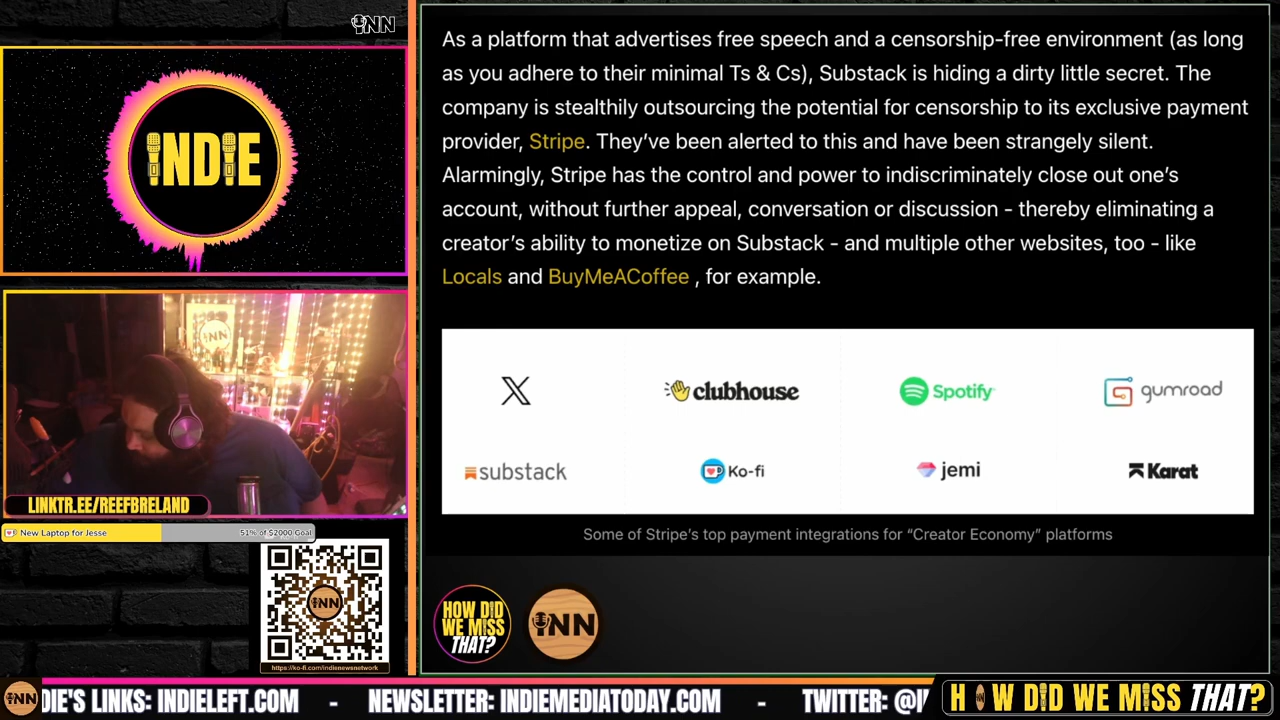 iNN
iNDiE
iNN
LINKTR.EE/REEFBRELAND
New Laptop for Jesse
51% of $2000 Goal
iNN
https://ko-fi.com/indienewsnetwork
As a platform that advertises free speech and a censorship-free environment (as long
as you adhere to their minimal Ts & Cs), Substack is hiding a dirty little secret. The
company is stealthily outsourcing the potential for censorship to its exclusive payment
provider, Stripe. They’ve been alerted to this and have been strangely silent.
Alarmingly, Stripe has the control and power to indiscriminately close out one’s
account, without further appeal, conversation or discussion - thereby eliminating a
creator’s ability to monetize on Substack - and multiple other websites, too - like
Locals and BuyMeACoffee , for example.
X clubhouse Spotify gumroad
substack Ko-fi jemi Karat
Some of Stripe’s top payment integrations for “Creator Economy” platforms
HOW DID
WE MISS
THAT?
iNN
iNN
DIE'S LINKS: INDIELEFT.COM - NEWSLETTER: INDIEMEDIATODAY.COM - TWITTER: @I
HOW DiD WE MiSS THAT?